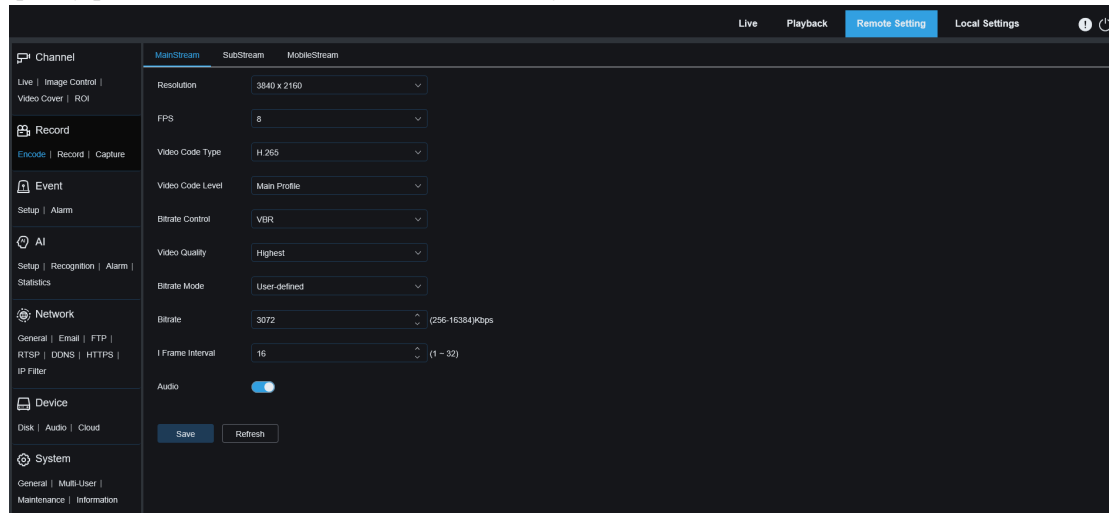 Live Playback Remote Setting Local Settings
Channel
Live | Image Control |
Video Cover | ROI
Record
Encode | Record | Capture
Event
Setup | Alarm
AI
Setup | Recognition | Alarm |
Statistics
Network
General | Email | FTP |
RTSP | DDNS | HTTPS |
IP Filter
Device
Disk | Audio | Cloud
System
General | Multi-User |
Maintenance | Information
MainStream SubStream MobileStream
Resolution 3840 x 2160
FPS 8
Video Code Type H.265
Video Code Level Main Profile
Bitrate Control VBR
Video Quality Highest
Bitrate Mode User-defined
Bitrate 3072 (256-16384)Kbps
I Frame Interval 16 (1 ~ 32)
Audio
Save Refresh